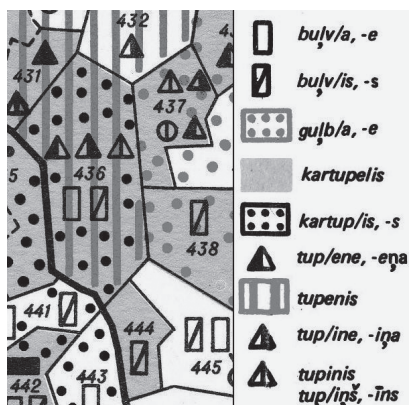 432
431
437
436
438
441
444
445
442
443
buļv/a, -e
buļv/is, -s
guļb/a, -e
kartupelis
kartup/is, -s
tup/ene, -eņa
tupenis
tup/ine, -iņa
tupinis
tup/iņš, -īns